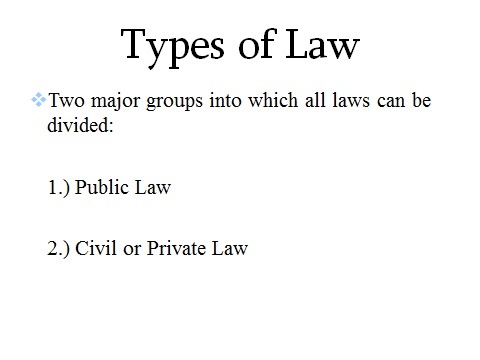 Types of Law
❖Two major groups into which all laws can be
divided:
1.) Public Law
2.) Civil or Private Law